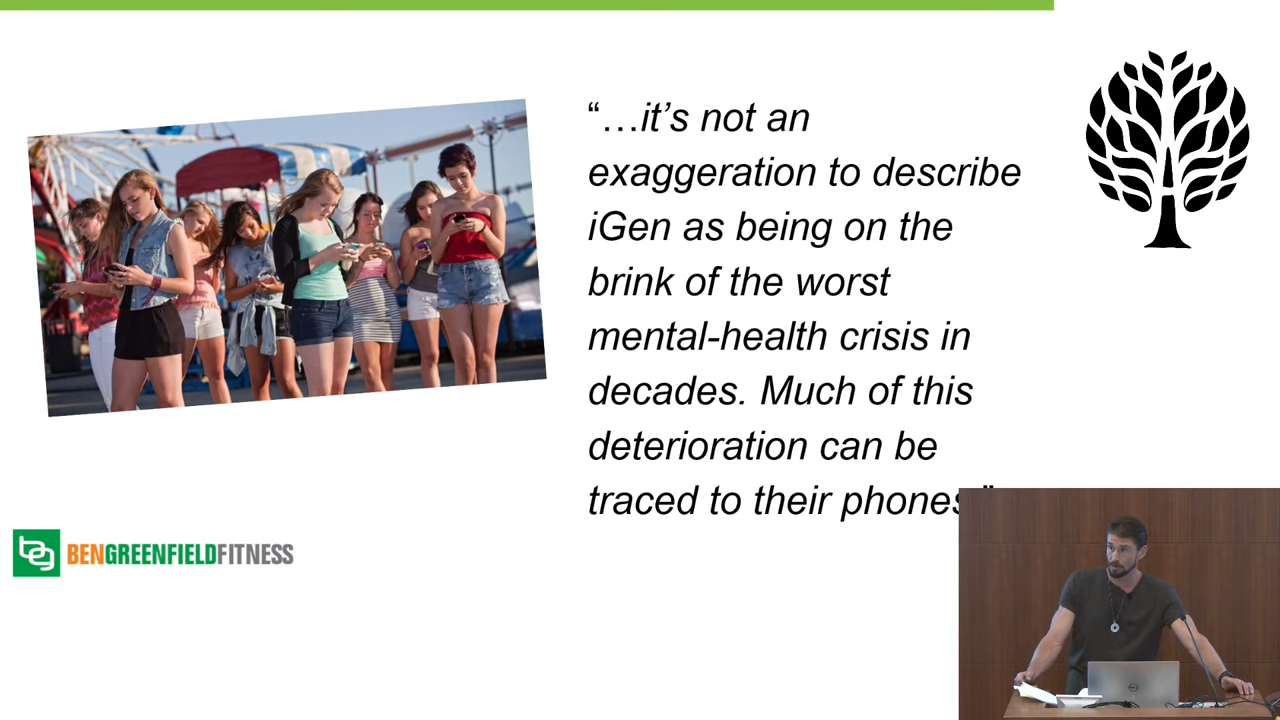 “…it’s not an
exaggeration to describe
iGen as being on the
brink of the worst
mental-health crisis in
decades. Much of this
deterioration can be
traced to their phones.”
BENGREENFIELDFITNESS